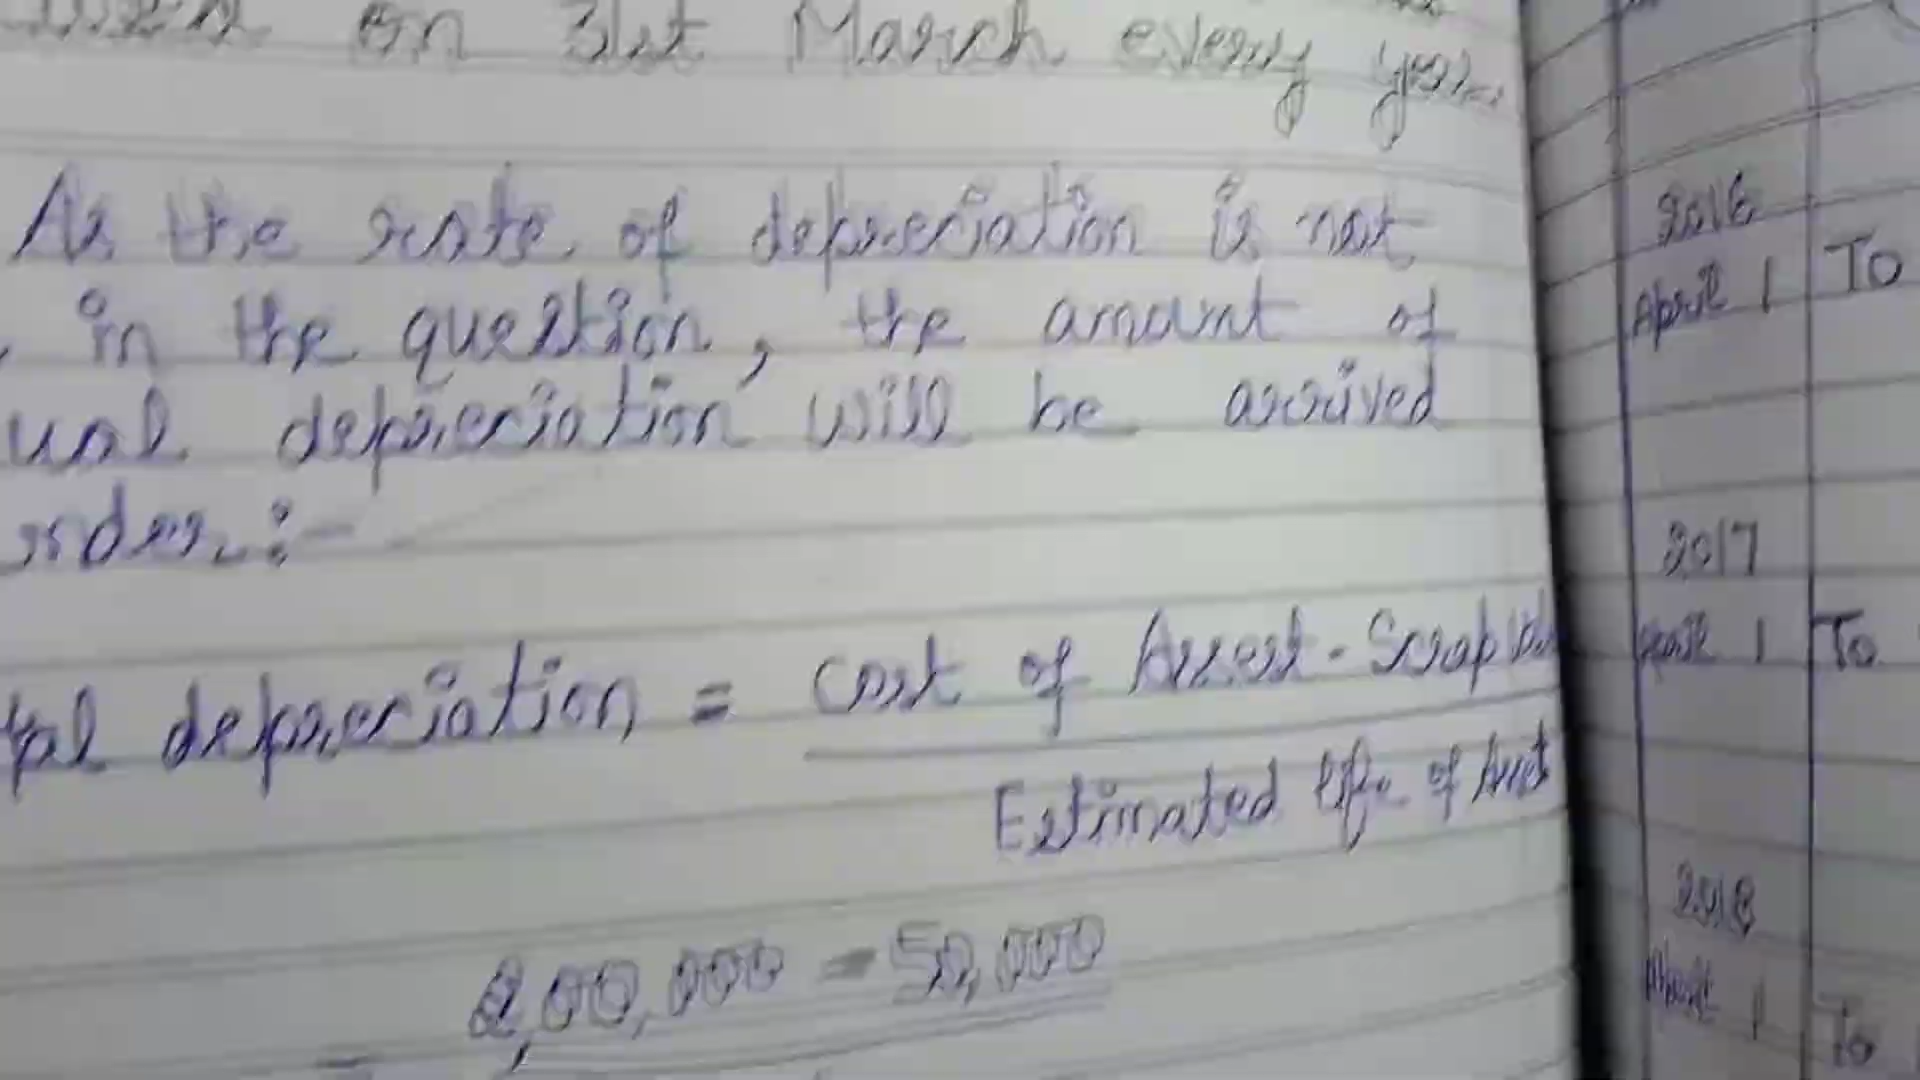 on 31st March every year
As the rate of depreciation is not
in the question, the amount of
ual depreciation will be arrived
order :-
tal depreciation = Cost of Assest - Scrap
Estimated life of Asset
2,00,000 - 50,000
=
2016
April 1 To
2017
April 1 To
2018
April 1 To